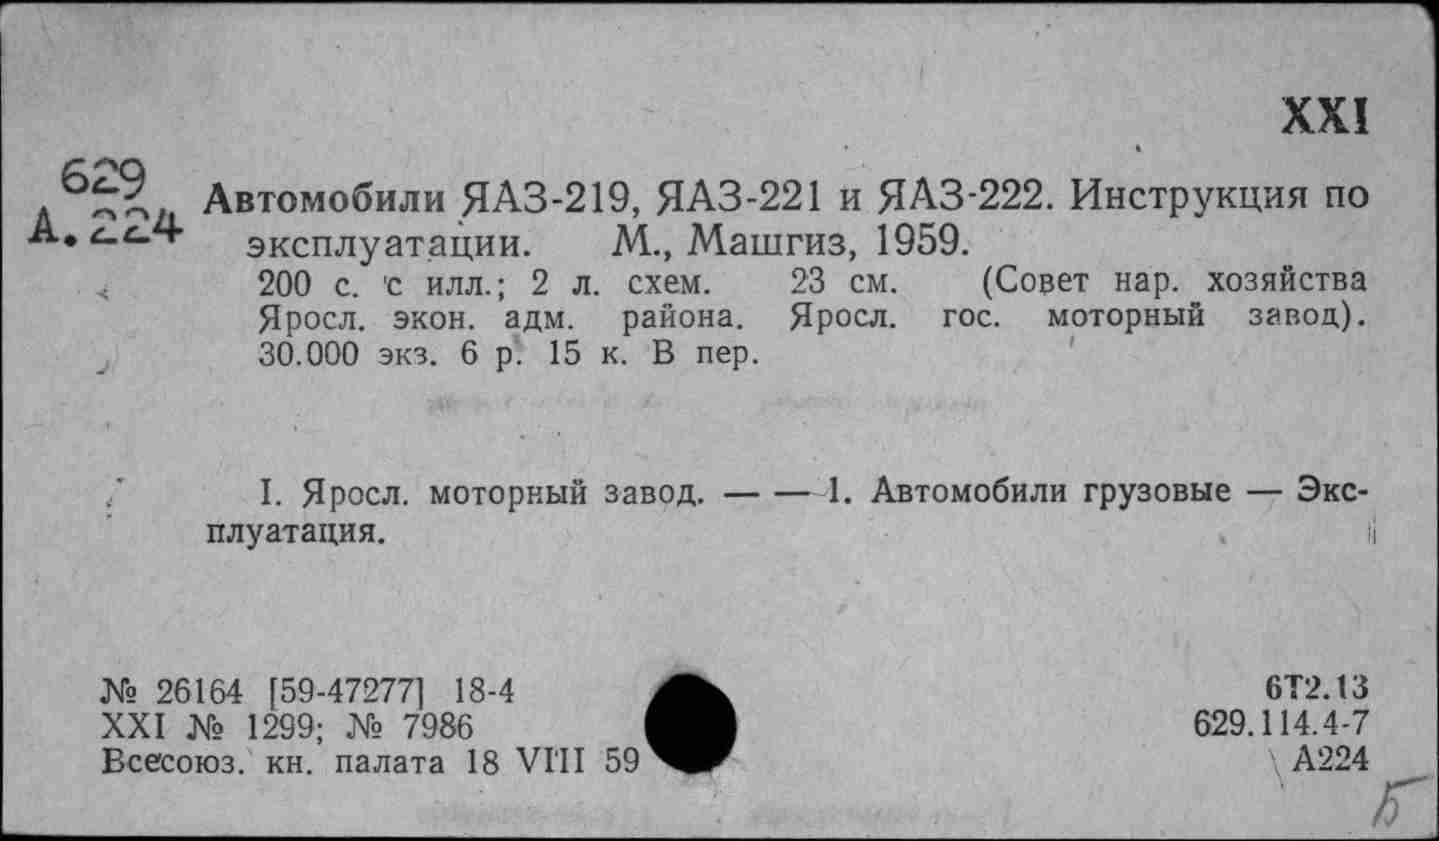 XXI
629
А.224
Автомобили ЯАЗ-219, ЯАЗ-221 и ЯАЗ-222. Инструкция по
эксплуатации. М., Машгиз, 1959.
200 с. с илл.; 2 л. схем. 23 см. (Совет нар. хозяйства
Яросл. экон. адм. района. Яросл. гос. моторный завод).
30.000 экз. 6 р. 15 к. В пер.
I. Яросл. моторный завод. — — 1. Автомобили грузовые — Экс-
плуатация.
№ 26164 [59-47277] 18-4
XXI № 1299; № 7986
Всесоюз. кн. палата 18 VIII 59
6Т2.13
629.114.4-7
А224
Б